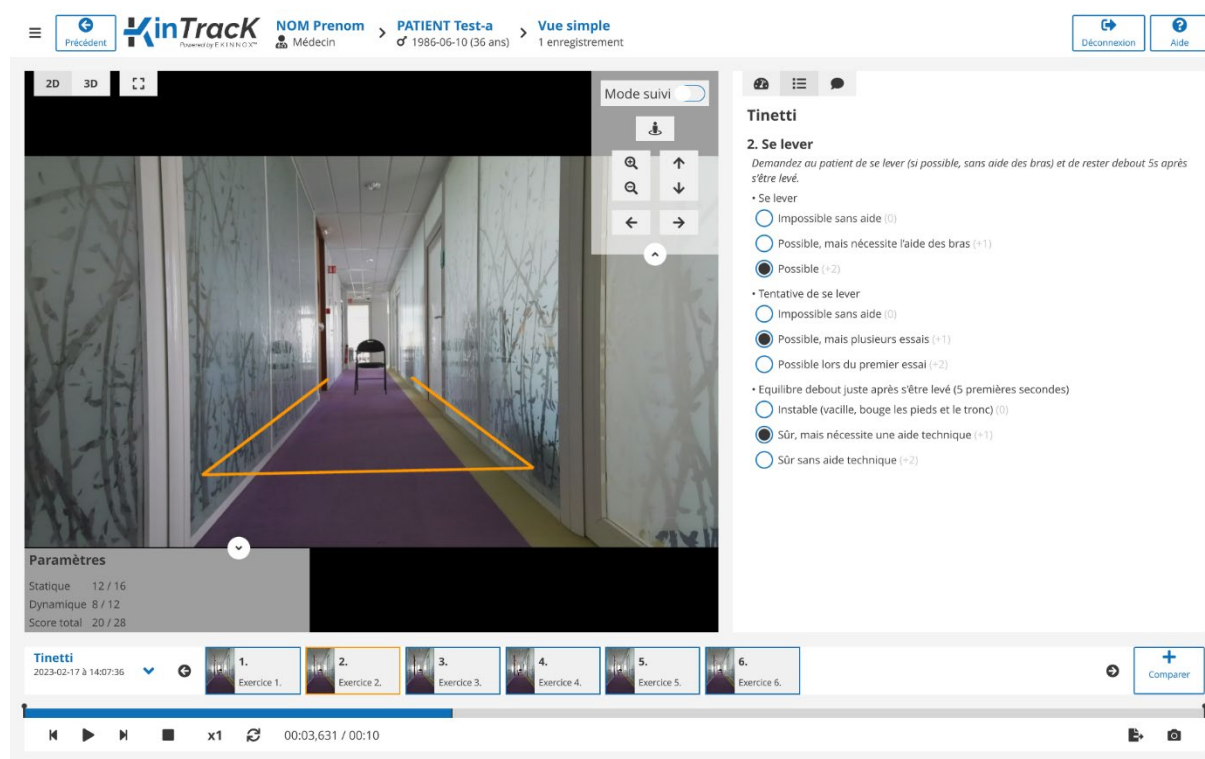 Précédent
KinTrack
Powered by EXINNOX™
NOM Prenom > PATIENT Test-a > Vue simple
Médecin
1986-06-10 (36 ans)
1 enregistrement
Déconnexion
Aide
2D 3D
Mode suivi
Tinetti
2. Se lever
Demandez au patient de se lever (si possible, sans aide des bras) et de rester debout 5s après
s'être levé.
• Se lever
Impossible sans aide (0)
Possible, mais nécessite l'aide des bras (+1)
Possible (+2)
• Tentative de se lever
Impossible sans aide (0)
Possible, mais plusieurs essais (+1)
Possible lors du premier essai (+2)
• Equilibre debout juste après s'être levé (5 premières secondes)
Instable (vacille, bouge les pieds et le tronc) (0)
Sûr, mais nécessite une aide technique (+1)
Sûr sans aide technique (+2)
Paramètres
Statique 12 / 16
Dynamique 8 / 12
Score total 20 / 28
Tinetti
2023-02-17 à 14:07:36
1.
Exercice 1.
2.
Exercice 2.
3.
Exercice 3.
4.
Exercice 4.
5.
Exercice 5.
6.
Exercice 6.
Comparer
x1
00:03,631 / 00:10